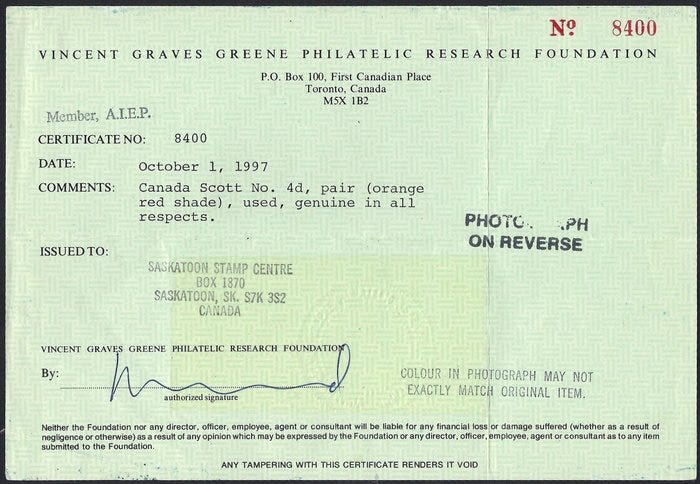 Nº 8400
VINCENT GRAVES GREENE PHILATELIC RESEARCH FOUNDATION
P.O. Box 100, First Canadian Place
Toronto, Canada
M5X 1B2
Member, A.I.E.P.
CERTIFICATE NO: 8400
DATE: October 1, 1997
COMMENTS: Canada Scott No. 4d, pair (orange
red shade), used, genuine in all
respects.
PHOTO PH
ON REVERSE
ISSUED TO:
SASKATOON STAMP CENTRE
BOX 1870
SASKATOON, SK. S7K 3S2
CANADA
VINCENT GRAVES GREENE PHILATELIC RESEARCH FOUNDATION
By:
authorized signature
COLOUR IN PHOTOGRAPH MAY NOT
EXACTLY MATCH ORIGINAL ITEM.
Neither the Foundation nor any director, officer, employee, agent or consultant will be liable for any financial loss or damage suffered (whether as a result of
negligence or otherwise) as a result of any opinion which may be expressed by the Foundation or any director, officer, employee, agent or consultant as to any item
submitted to the Foundation.
ANY TAMPERING WITH THIS CERTIFICATE RENDERS IT VOID